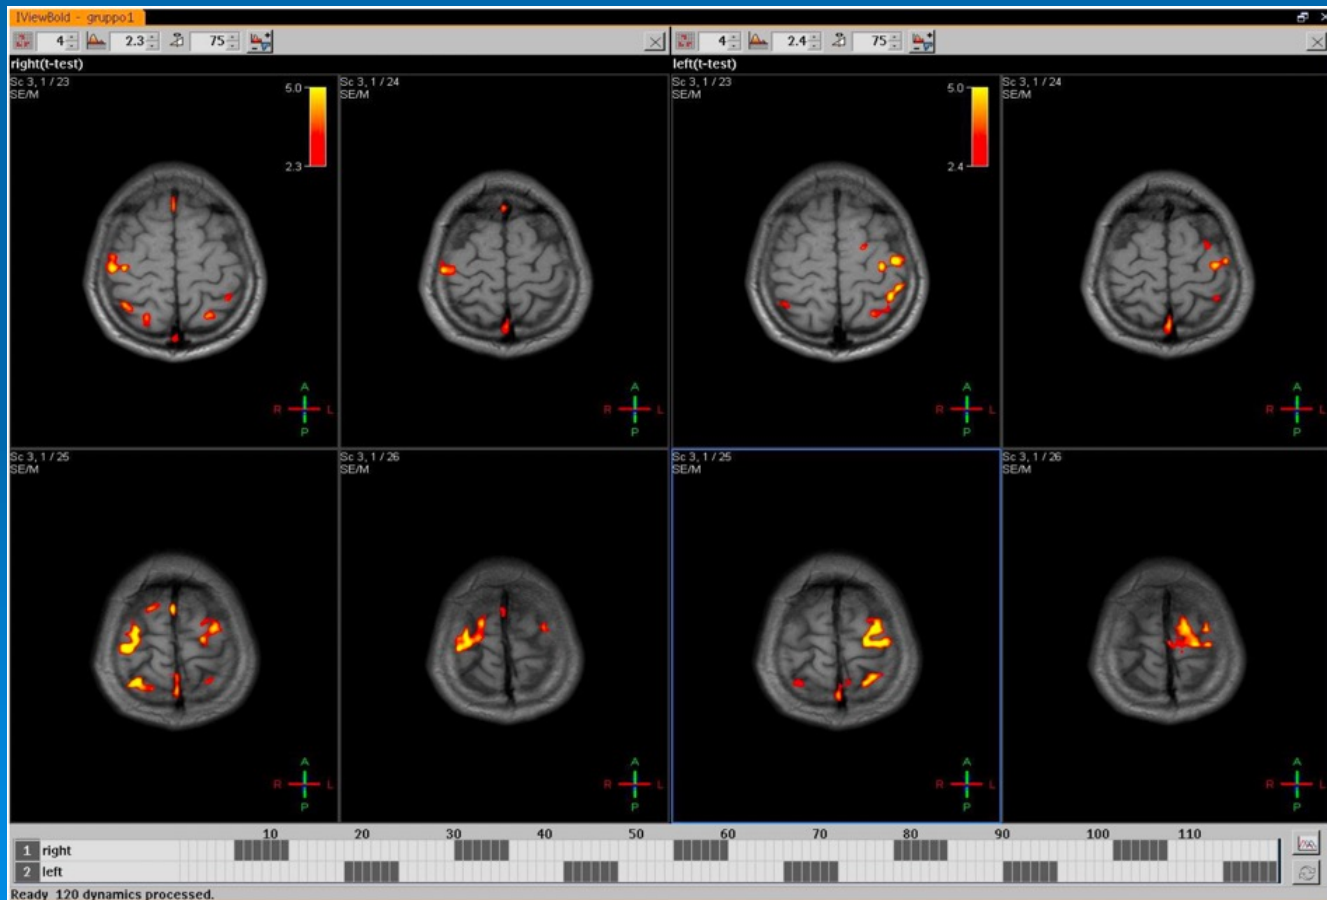 IViewBold - gruppo1
4 2.3 75
4 2.4 75
right(t-test)
left(t-test)
Sc 3, 1 / 23
SE/M
5.0
2.3
A
R L
P
Sc 3, 1 / 24
SE/M
A
R L
P
Sc 3, 1 / 23
SE/M
5.0
2.4
A
R L
P
Sc 3, 1 / 24
SE/M
A
R L
P
Sc 3, 1 / 25
SE/M
A
R L
P
Sc 3, 1 / 26
SE/M
A
R L
P
Sc 3, 1 / 25
SE/M
A
R L
P
Sc 3, 1 / 26
SE/M
A
R L
P
10 20 30 40 50 60 70 80 90 100 110
1 right
2 left
Ready 120 dynamics processed.